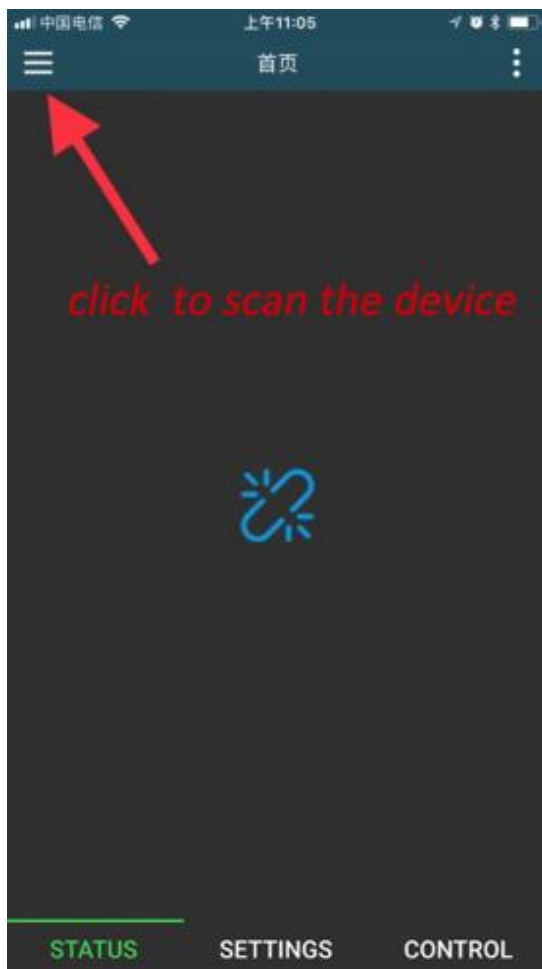 中国电信 上午11:05
首页
click to scan the device
STATUS SETTINGS CONTROL